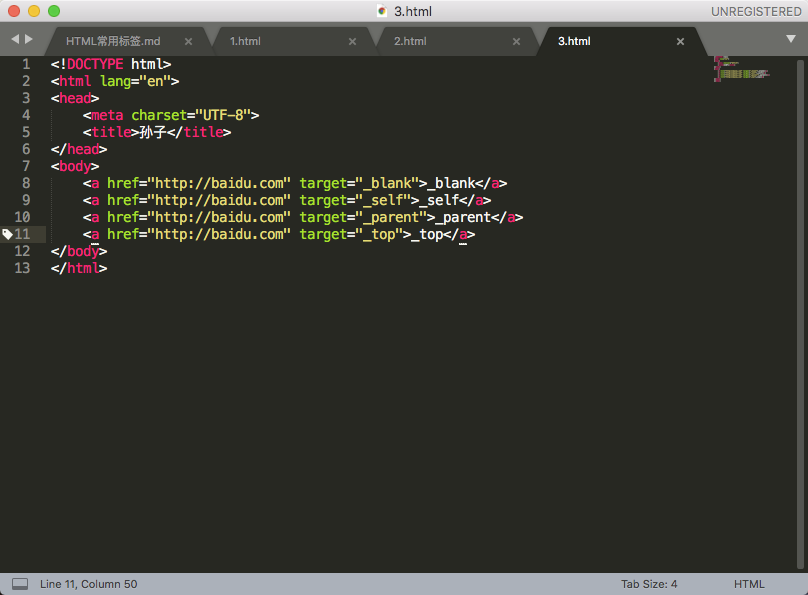 3.html
UNREGISTERED
HTML常用标签.md
1.html
2.html
3.html
1 <!DOCTYPE html>
2 <html lang="en">
3 <head>
4 <meta charset="UTF-8">
5 <title>孙子</title>
6 </head>
7 <body>
8 <a href="http://baidu.com" target="_blank">_blank</a>
9 <a href="http://baidu.com" target="_self">_self</a>
10 <a href="http://baidu.com" target="_parent">_parent</a>
11 <a href="http://baidu.com" target="_top">_top</a>
12 </body>
13 </html>
Line 11, Column 50
Tab Size: 4
HTML